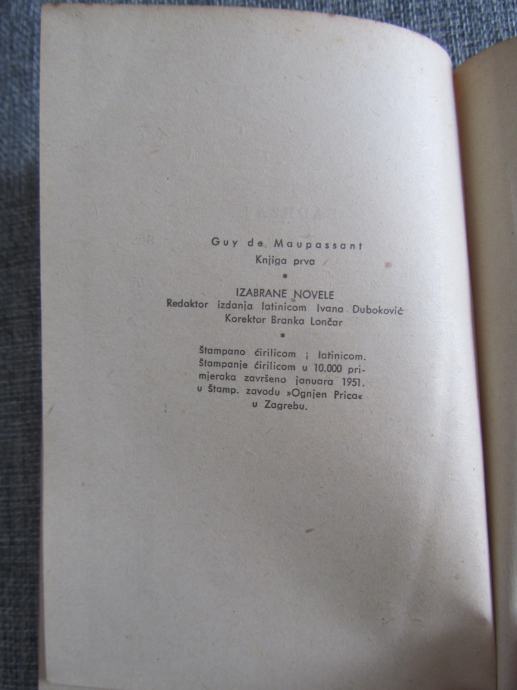 Guy de Maupassant
Knjiga prva
•
IZABRANE NOVELE
Redaktor izdanja latinicom Ivana Duboković
Korektor Branka Lončar
•
Štampano ćirilicom i latinicom.
Štampanje ćirilicom u 10.000 pri-
mjeraka završeno januara 1951.
u Štamp. zavodu »Ognjen Prica«
u Zagrebu.